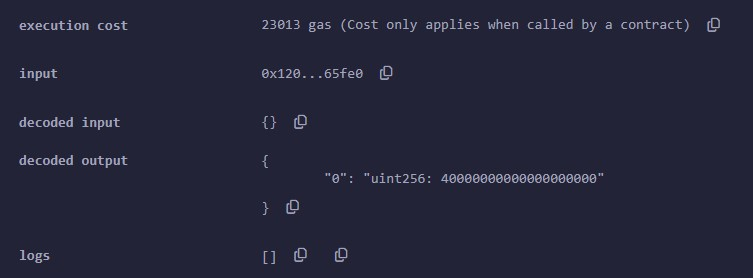 execution cost 23013 gas (Cost only applies when called by a contract)
input 0x120...65fe0
decoded input {}
decoded output {
"0": "uint256: 40000000000000000000"
}
logs []